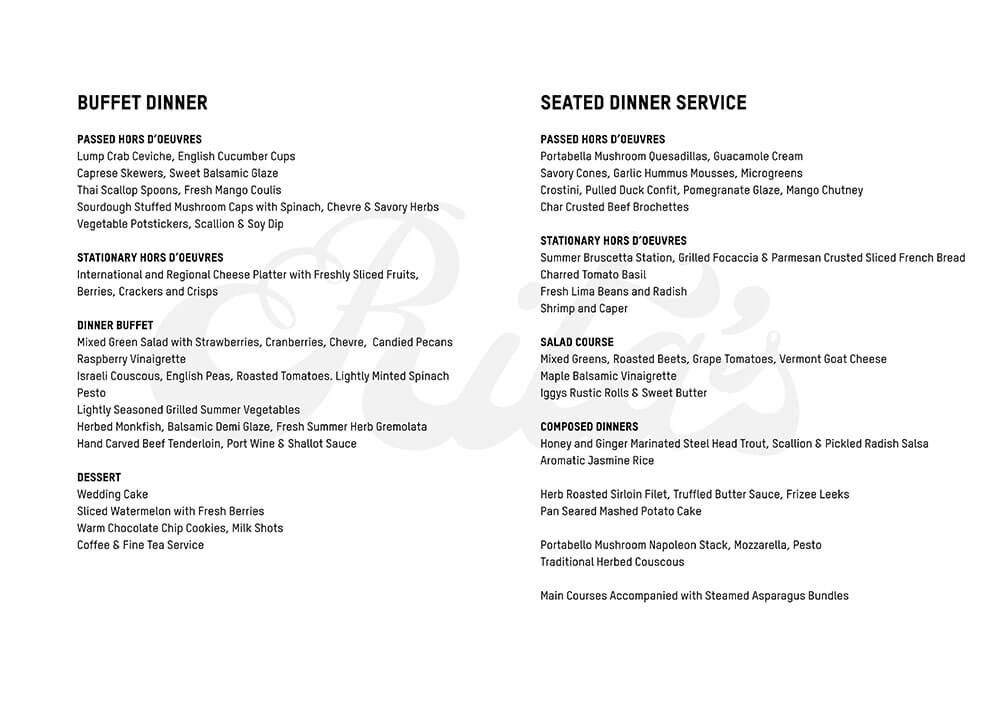 BUFFET DINNER
PASSED HORS D'OEUVRES
Lump Crab Ceviche, English Cucumber Cups
Caprese Skewers, Sweet Balsamic Glaze
Thai Scallop Spoons, Fresh Mango Coulis
Sourdough Stuffed Mushroom Caps with Spinach, Chevre & Savory Herbs
Vegetable Potstickers, Scallion & Soy Dip
STATIONARY HORS D'OEUVRES
International and Regional Cheese Platter with Freshly Sliced Fruits,
Berries, Crackers and Crisps
DINNER BUFFET
Mixed Green Salad with Strawberries, Cranberries, Chevre, Candied Pecans
Raspberry Vinaigrette
Israeli Couscous, English Peas, Roasted Tomatoes. Lightly Minted Spinach
Pesto
Lightly Seasoned Grilled Summer Vegetables
Herbed Monkfish, Balsamic Demi Glaze, Fresh Summer Herb Gremolata
Hand Carved Beef Tenderloin, Port Wine & Shallot Sauce
DESSERT
Wedding Cake
Sliced Watermelon with Fresh Berries
Warm Chocolate Chip Cookies, Milk Shots
Coffee & Fine Tea Service
SEATED DINNER SERVICE
PASSED HORS D'OEUVRES
Portabella Mushroom Quesadillas, Guacamole Cream
Savory Cones, Garlic Hummus Mousses, Microgreens
Crostini, Pulled Duck Confit, Pomegranate Glaze, Mango Chutney
Char Crusted Beef Brochettes
STATIONARY HORS D'OEUVRES
Summer Bruscetta Station, Grilled Focaccia & Parmesan Crusted Sliced French Bread
Charred Tomato Basil
Fresh Lima Beans and Radish
Shrimp and Caper
SALAD COURSE
Mixed Greens, Roasted Beets, Grape Tomatoes, Vermont Goat Cheese
Maple Balsamic Vinaigrette
Iggys Rustic Rolls & Sweet Butter
COMPOSED DINNERS
Honey and Ginger Marinated Steel Head Trout, Scallion & Pickled Radish Salsa
Aromatic Jasmine Rice
Herb Roasted Sirloin Filet, Truffled Butter Sauce, Frizee Leeks
Pan Seared Mashed Potato Cake
Portabello Mushroom Napoleon Stack, Mozzarella, Pesto
Traditional Herbed Couscous
Main Courses Accompanied with Steamed Asparagus Bundles
Rita's